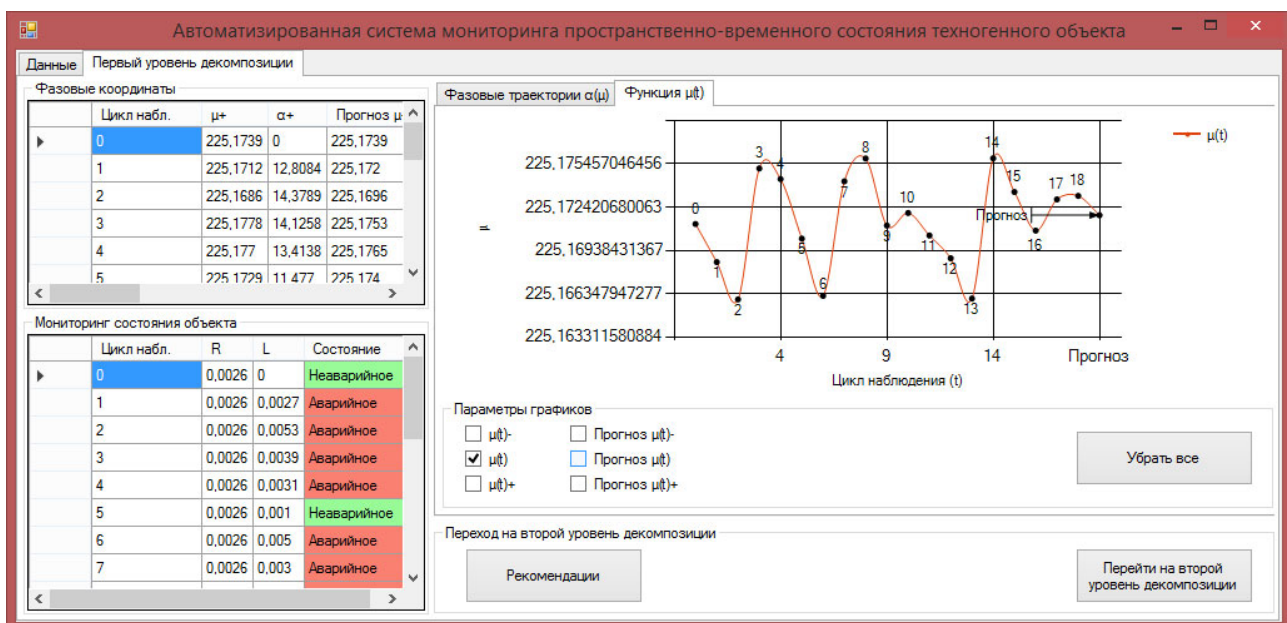 Автоматизированная система мониторинга пространственно-временного состояния техногенного объекта
Данные Первый уровень декомпозиции
Фазовые координаты
Цикл набл. μ+ α+ Прогноз μ
0 225,1739 0 225,1739
1 225,1712 12,8084 225,172
2 225,1686 14,3789 225,1696
3 225,1778 14,1258 225,1753
4 225,177 13,4138 225,1765
5 225,1729 11,477 225,174
Мониторинг состояния объекта
Цикл набл. R L Состояние
0 0,0026 0 Неаварийное
1 0,0026 0,0027 Аварийное
2 0,0026 0,0053 Аварийное
3 0,0026 0,0039 Аварийное
4 0,0026 0,0031 Аварийное
5 0,0026 0,001 Неаварийное
6 0,0026 0,005 Аварийное
7 0,0026 0,003 Аварийное
Фазовые траектории α(μ) Функция μ(t)
μ(t)
225,175457046456
225,172420680063
225,16938431367
225,166347947277
225,163311580884
μ
0
1
2
3
4
5
6
7
8
9
10
11
12
13
14
15
16
17
18
Прогноз
4 9 14 Прогноз
Цикл наблюдения (t)
Параметры графиков
μ(t)- Прогноз μ(t)-
μ(t) Прогноз μ(t)
μ(t)+ Прогноз μ(t)+
Убрать все
Переход на второй уровень декомпозиции
Рекомендации
Перейти на второй
уровень декомпозиции